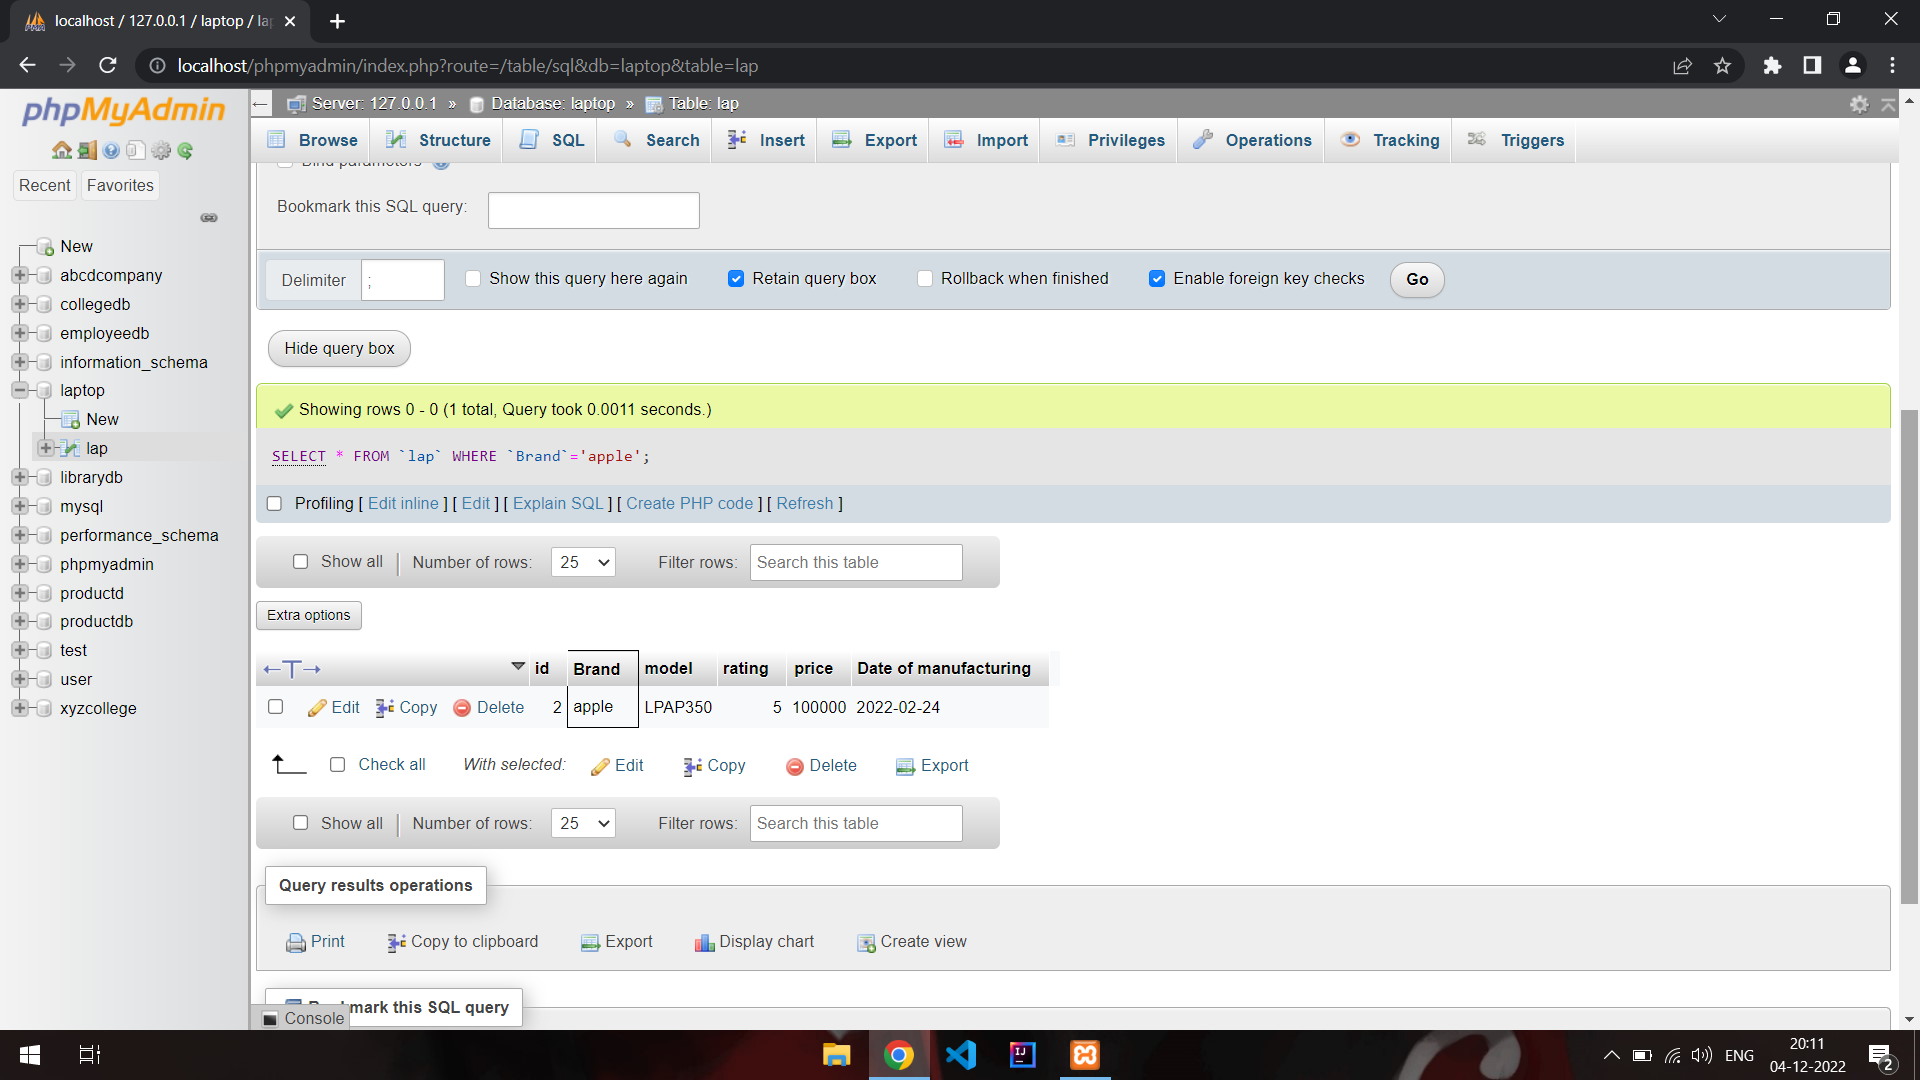 localhost / 127.0.0.1 / laptop / la
localhost/phpmyadmin/index.php?route=/table/sql&db=laptop&table=lap
phpMyAdmin
Recent Favorites
New
abcdcompany
collegedb
employeedb
information_schema
laptop
New
lap
librarydb
mysql
performance_schema
phpmyadmin
productd
productdb
test
user
xyzcollege
Server: 127.0.0.1 » Database: laptop » Table: lap
Browse Structure SQL Search Insert Export Import Privileges Operations Tracking Triggers
Bind parameters
Bookmark this SQL query:
Delimiter ; Show this query here again Retain query box Rollback when finished Enable foreign key checks Go
Hide query box
Showing rows 0 - 0 (1 total, Query took 0.0011 seconds.)
SELECT * FROM `lap` WHERE `Brand`='apple';
Profiling [ Edit inline ] [ Edit ] [ Explain SQL ] [ Create PHP code ] [ Refresh ]
Show all Number of rows: 25 Filter rows: Search this table
Extra options
←T→ id Brand model rating price Date of manufacturing
Edit Copy Delete 2 apple LPAP350 5 100000 2022-02-24
Check all With selected: Edit Copy Delete Export
Show all Number of rows: 25 Filter rows: Search this table
Query results operations
Print Copy to clipboard Export Display chart Create view
Bookmark this SQL query
Console
ENG
20:11
04-12-2022
2